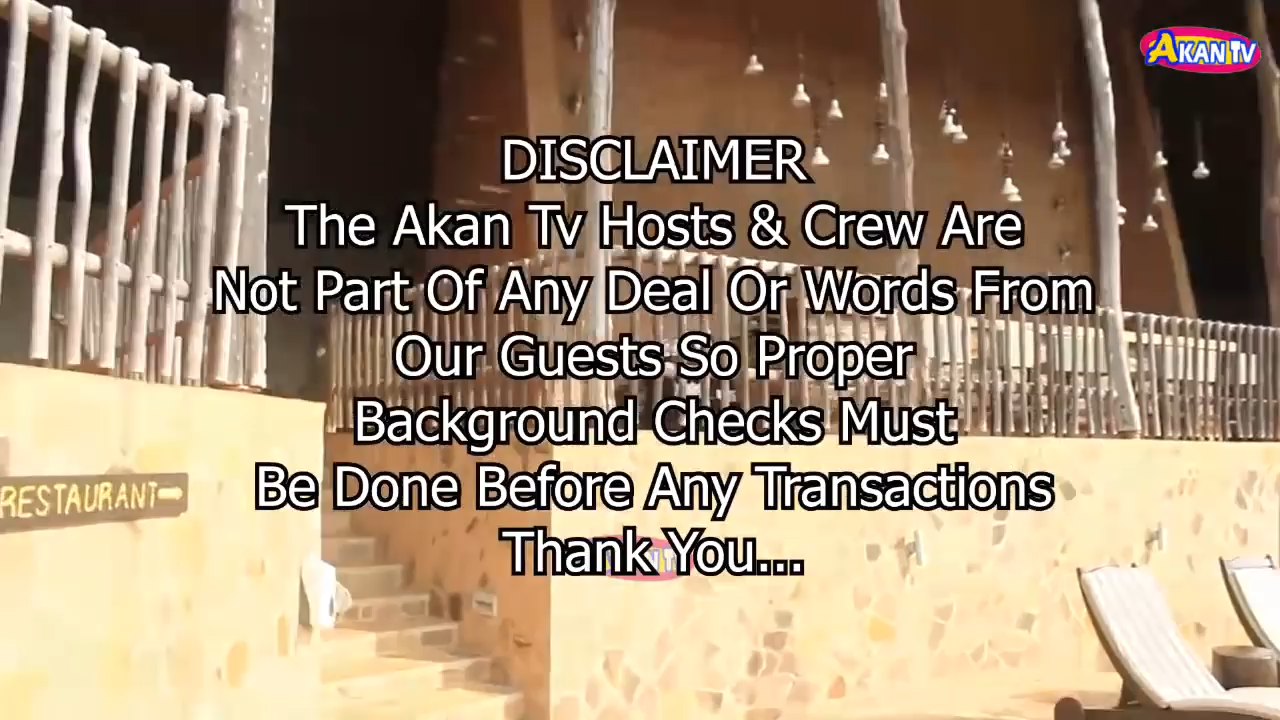 AKAN TV
DISCLAIMER
The Akan Tv Hosts & Crew Are
Not Part Of Any Deal Or Words From
Our Guests So Proper
Background Checks Must
Be Done Before Any Transactions
Thank You...
RESTAURANT